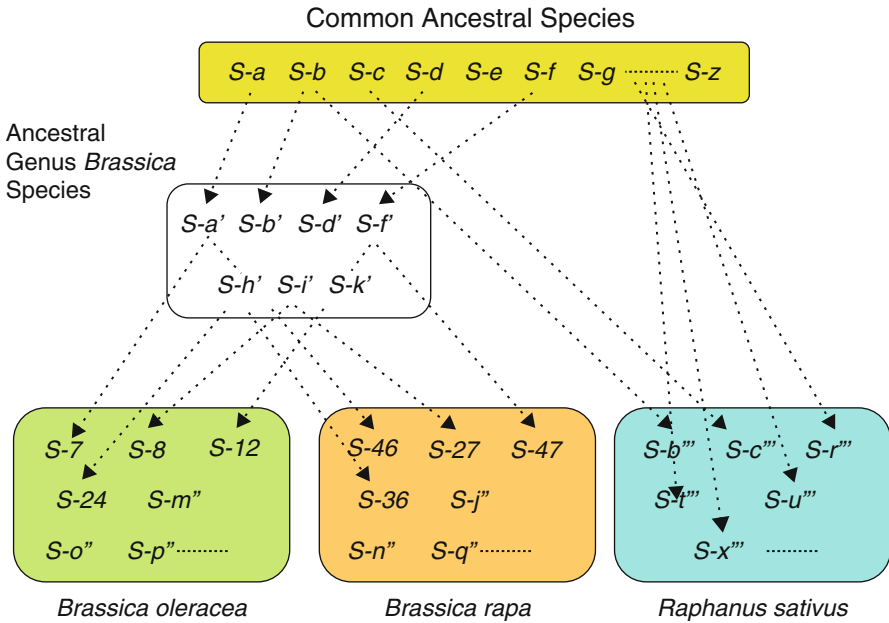 Common Ancestral Species
S-a S-b S-c S-d S-e S-f S-g ............ S-z
Ancestral
Genus Brassica
Species
S-a’ S-b’ S-d’ S-f’
S-h’ S-i’ S-k’
S-7 S-8 S-12
S-24 S-m”
S-o” S-p” ............
S-46 S-27 S-47
S-36 S-j”
S-n” S-q” ............
S-b”’ S-c”’ S-r”’
S-t”’ S-u”’
S-x”’ ............
Brassica oleracea
Brassica rapa
Raphanus sativus